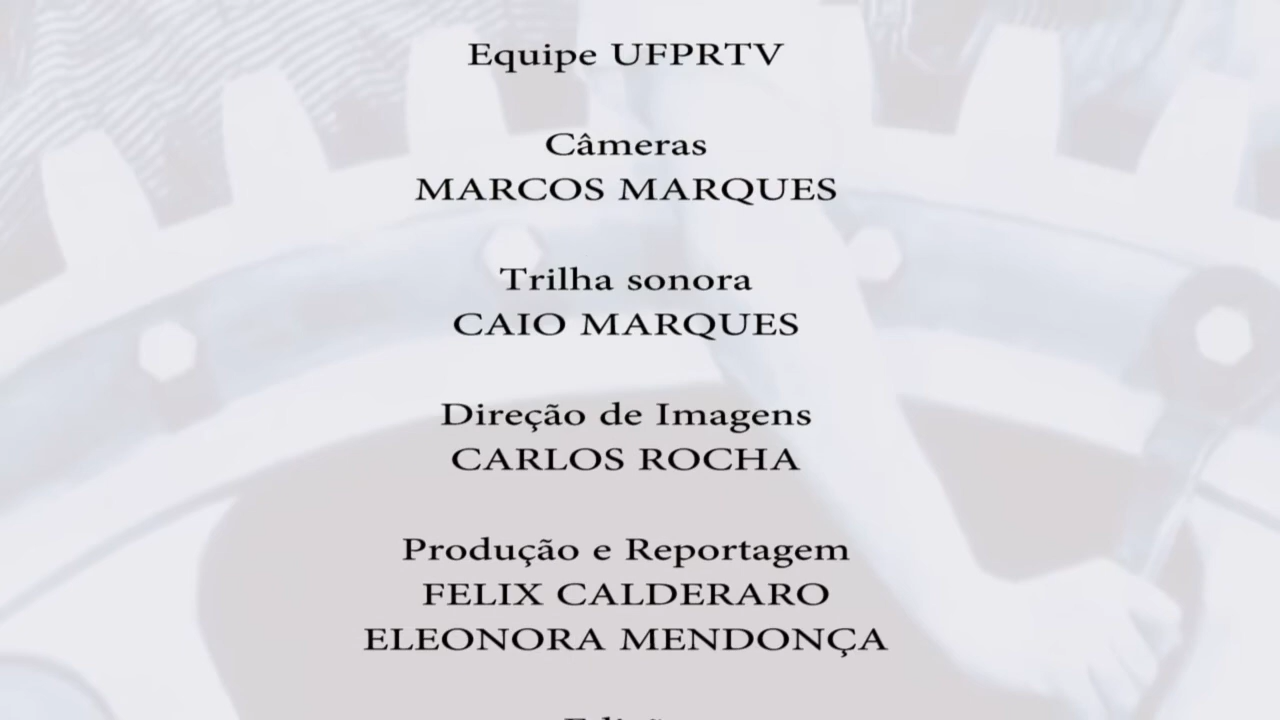 Equipe UFPRTV
Câmeras
MARCOS MARQUES
Trilha sonora
CAIO MARQUES
Direção de Imagens
CARLOS ROCHA
Produção e Reportagem
FELIX CALDERARO
ELEONORA MENDONÇA